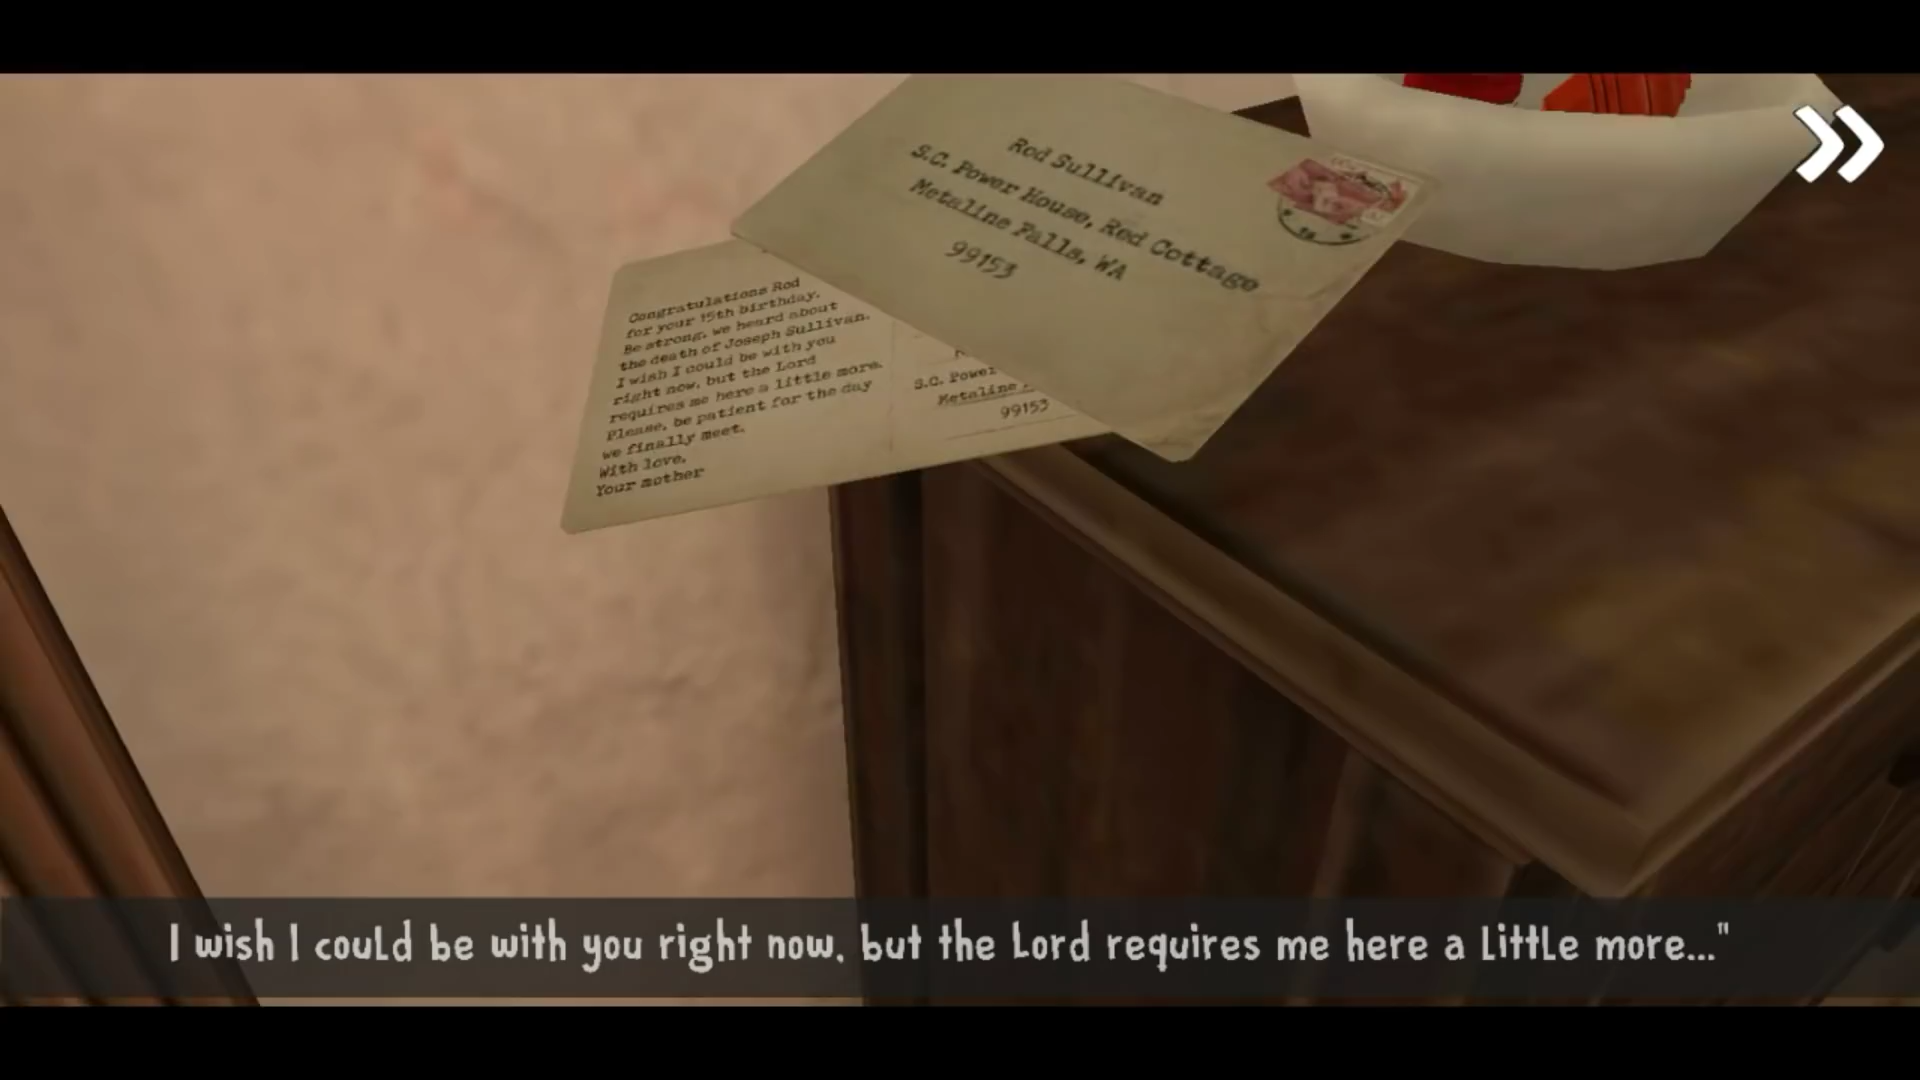 Rod Sullivan
S.C. Power House, Red Cottage
Metaline Falls, WA
99153
Congratulations Rod
for your 15th birthday.
Be strong, we heard about
the death of Joseph Sullivan.
I wish I could be with you
right now, but the Lord
requires me here a little more.
Please, be patient for the day
we finally meet.
With love,
Your mother
S.C. Power
Metaline
99153
I wish I could be with you right now, but the Lord requires me here a little more..."